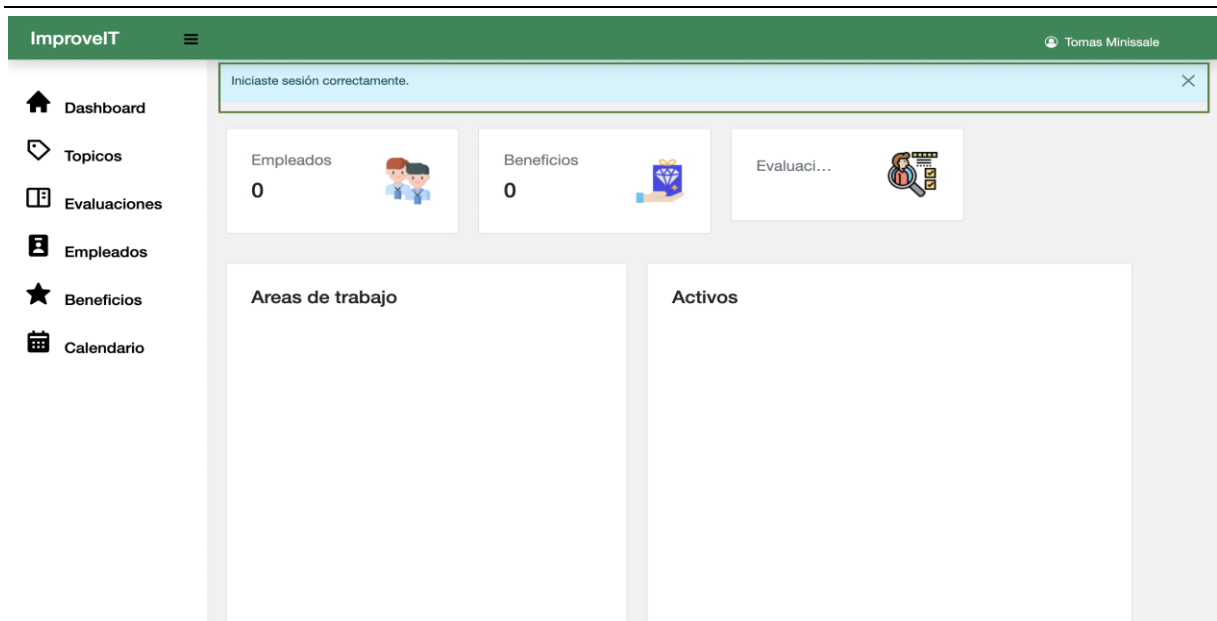 ImproveIT
Tomas Minissale
Iniciaste sesión correctamente.
Dashboard
Topicos
Evaluaciones
Empleados
Beneficios
Calendario
Empleados
0
Beneficios
0
Evaluaci...
Areas de trabajo
Activos